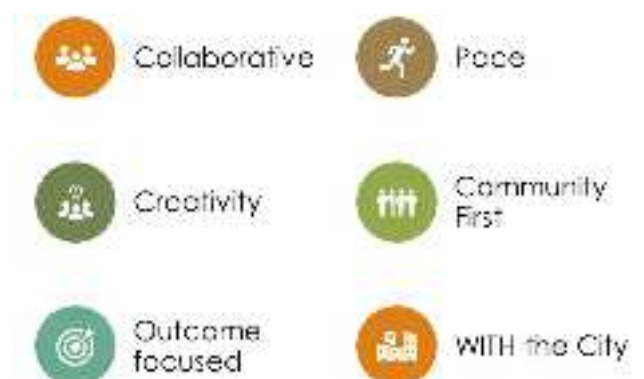 Collaborative
Pace
Creativity
Community
First
Outcome
focused
WITH the City